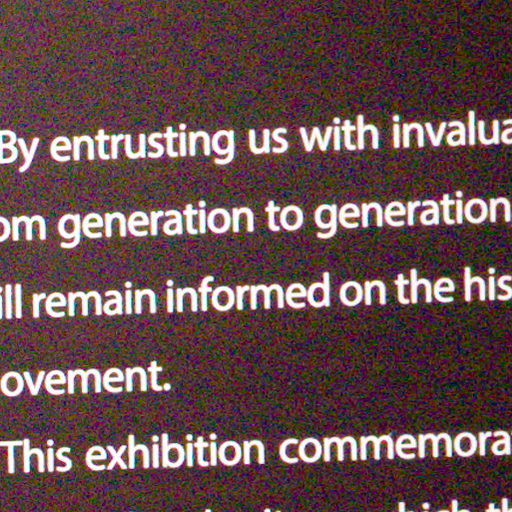 By entrusting us with invalua
om generation to generation
ill remain informed on the his
ovement.
This exhibition commemora